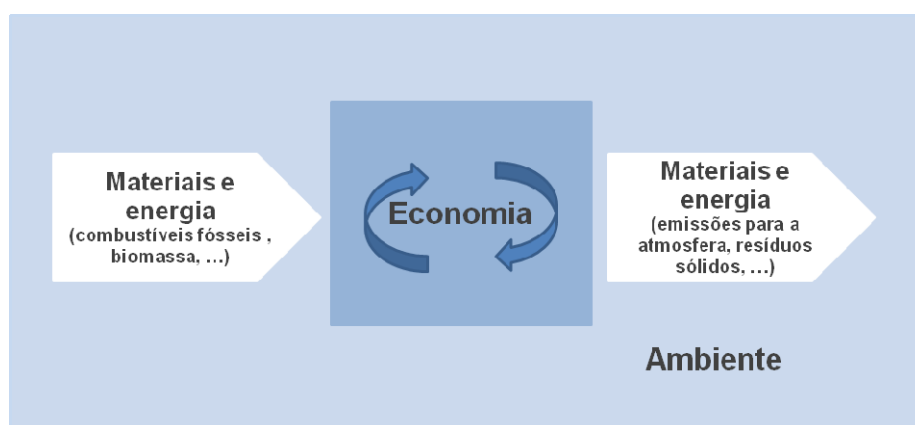 Materiais e
energia
(combustíveis fósseis ,
biomassa, ...)
Economia
Materiais e
energia
(emissões para a
atmosfera, resíduos
sólidos, ...)
Ambiente